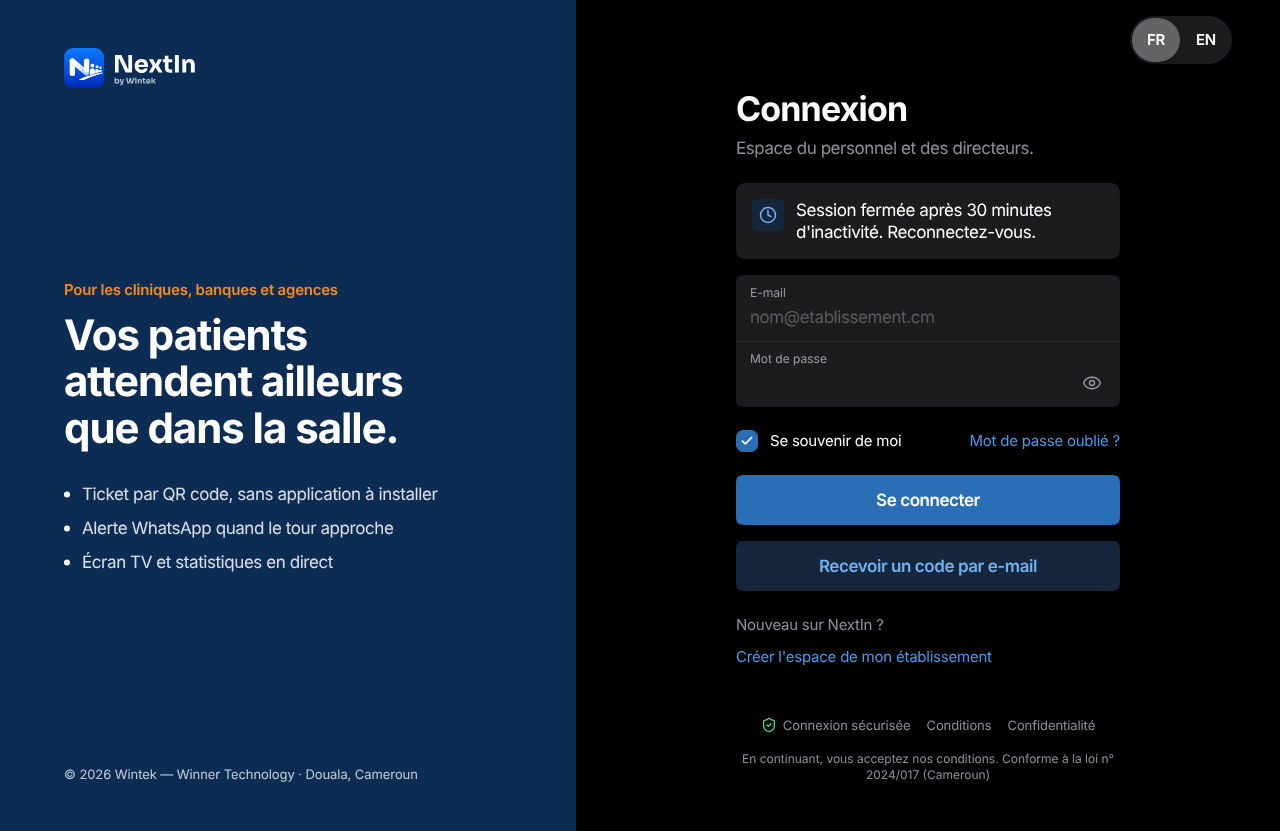 NextIn
by Wintek
Pour les cliniques, banques et agences
Vos patients
attendent ailleurs
que dans la salle.
Ticket par QR code, sans application à installer
Alerte WhatsApp quand le tour approche
Écran TV et statistiques en direct
© 2026 Wintek — Winner Technology · Douala, Cameroun
FR EN
Connexion
Espace du personnel et des directeurs.
Session fermée après 30 minutes
d'inactivité. Reconnectez-vous.
E-mail
nom@etablissement.cm
Mot de passe
Se souvenir de moi Mot de passe oublié ?
Se connecter
Recevoir un code par e-mail
Nouveau sur NextIn ?
Créer l'espace de mon établissement
Connexion sécurisée Conditions Confidentialité
En continuant, vous acceptez nos conditions. Conforme à la loi n°
2024/017 (Cameroun)